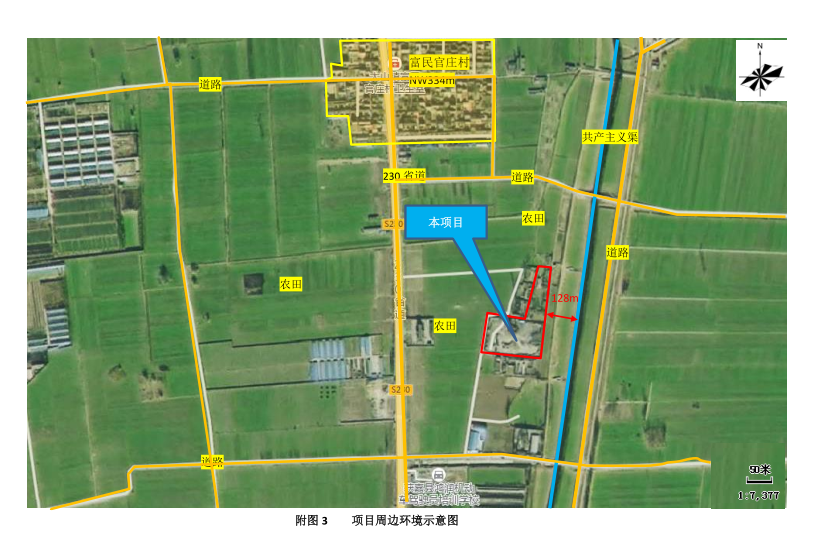 N
富民官庄村
NW334m
道路
共产主义渠
230 省道
道路
农田
本项目
道路
农田
128m
农田
道路
50米
1:7,377
附图 3 项目周边环境示意图